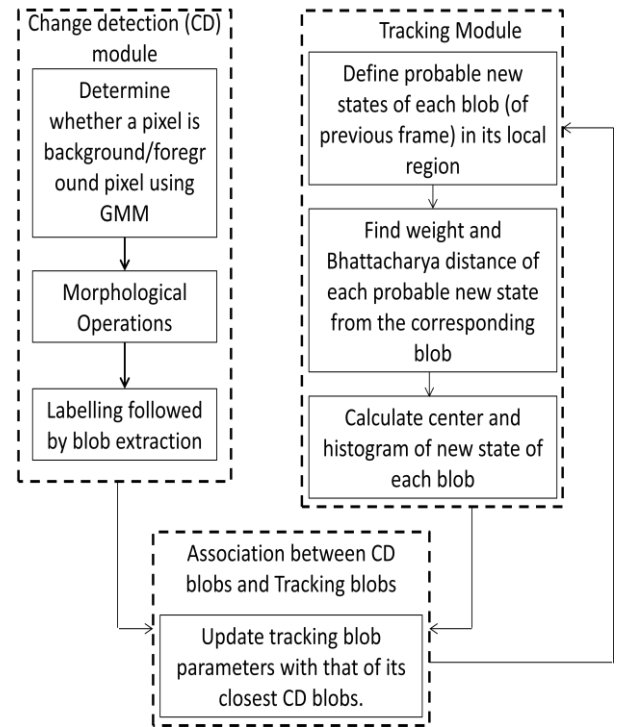 Change detection (CD)
module
Determine
whether a pixel is
background/foregr
ound pixel using
GMM
Morphological
Operations
Labelling followed
by blob extraction
Tracking Module
Define probable new
states of each blob (of
previous frame) in its local
region
Find weight and
Bhattacharya distance of
each probable new state
from the corresponding
blob
Calculate center and
histogram of new state of
each blob
Association between CD
blobs and Tracking blobs
Update tracking blob
parameters with that of its
closest CD blobs.